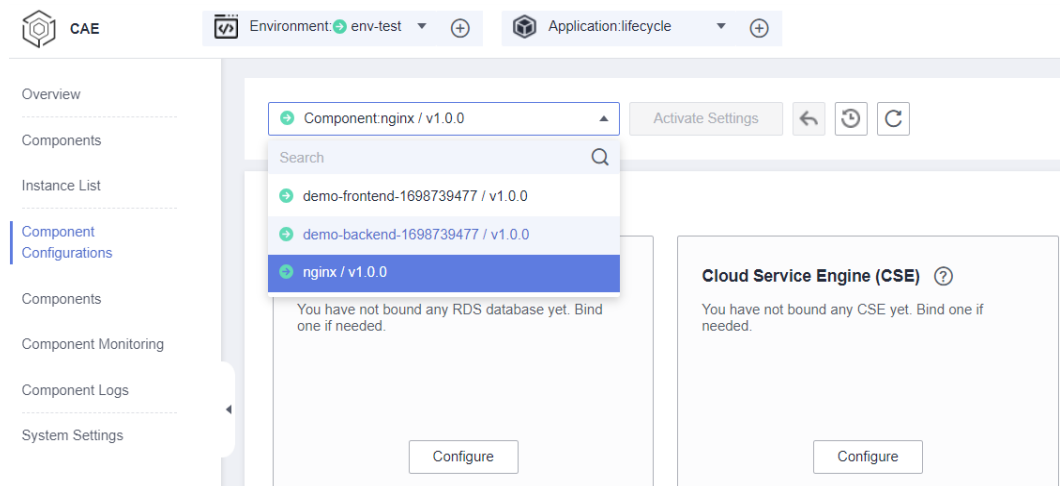 CAE
Environment: env-test
Application:lifecycle
Overview
Components
Instance List
Component
Configurations
Components
Component Monitoring
Component Logs
System Settings
Component:nginx / v1.0.0
Activate Settings
Search
demo-frontend-1698739477 / v1.0.0
demo-backend-1698739477 / v1.0.0
nginx / v1.0.0
You have not bound any RDS database yet. Bind
one if needed.
Configure
Cloud Service Engine (CSE) ?
You have not bound any CSE yet. Bind one if
needed.
Configure